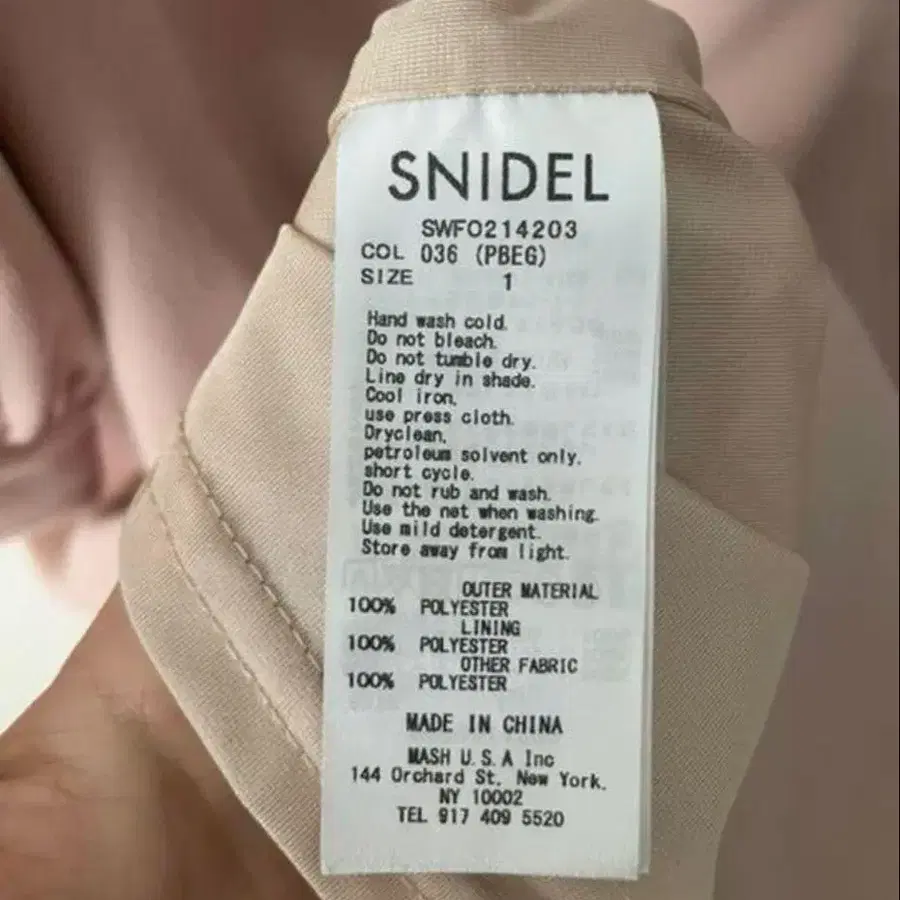 SNIDEL
SWFO214203
COL 036 (PBEG)
SIZE 1
Hand wash cold.
Do not bleach.
Do not tumble dry.
Line dry in shade.
Cool iron.
use press cloth.
Dryclean.
petroleum solvent only.
short cycle.
Do not rub and wash.
Use the net when washing.
Use mild detergent.
Store away from light.
OUTER MATERIAL
100% POLYESTER
LINING
100% POLYESTER
OTHER FABRIC
100% POLYESTER
MADE IN CHINA
MASH U.S.A Inc
144 Orchard St. New York.
NY 10002
TEL 917 409 5520